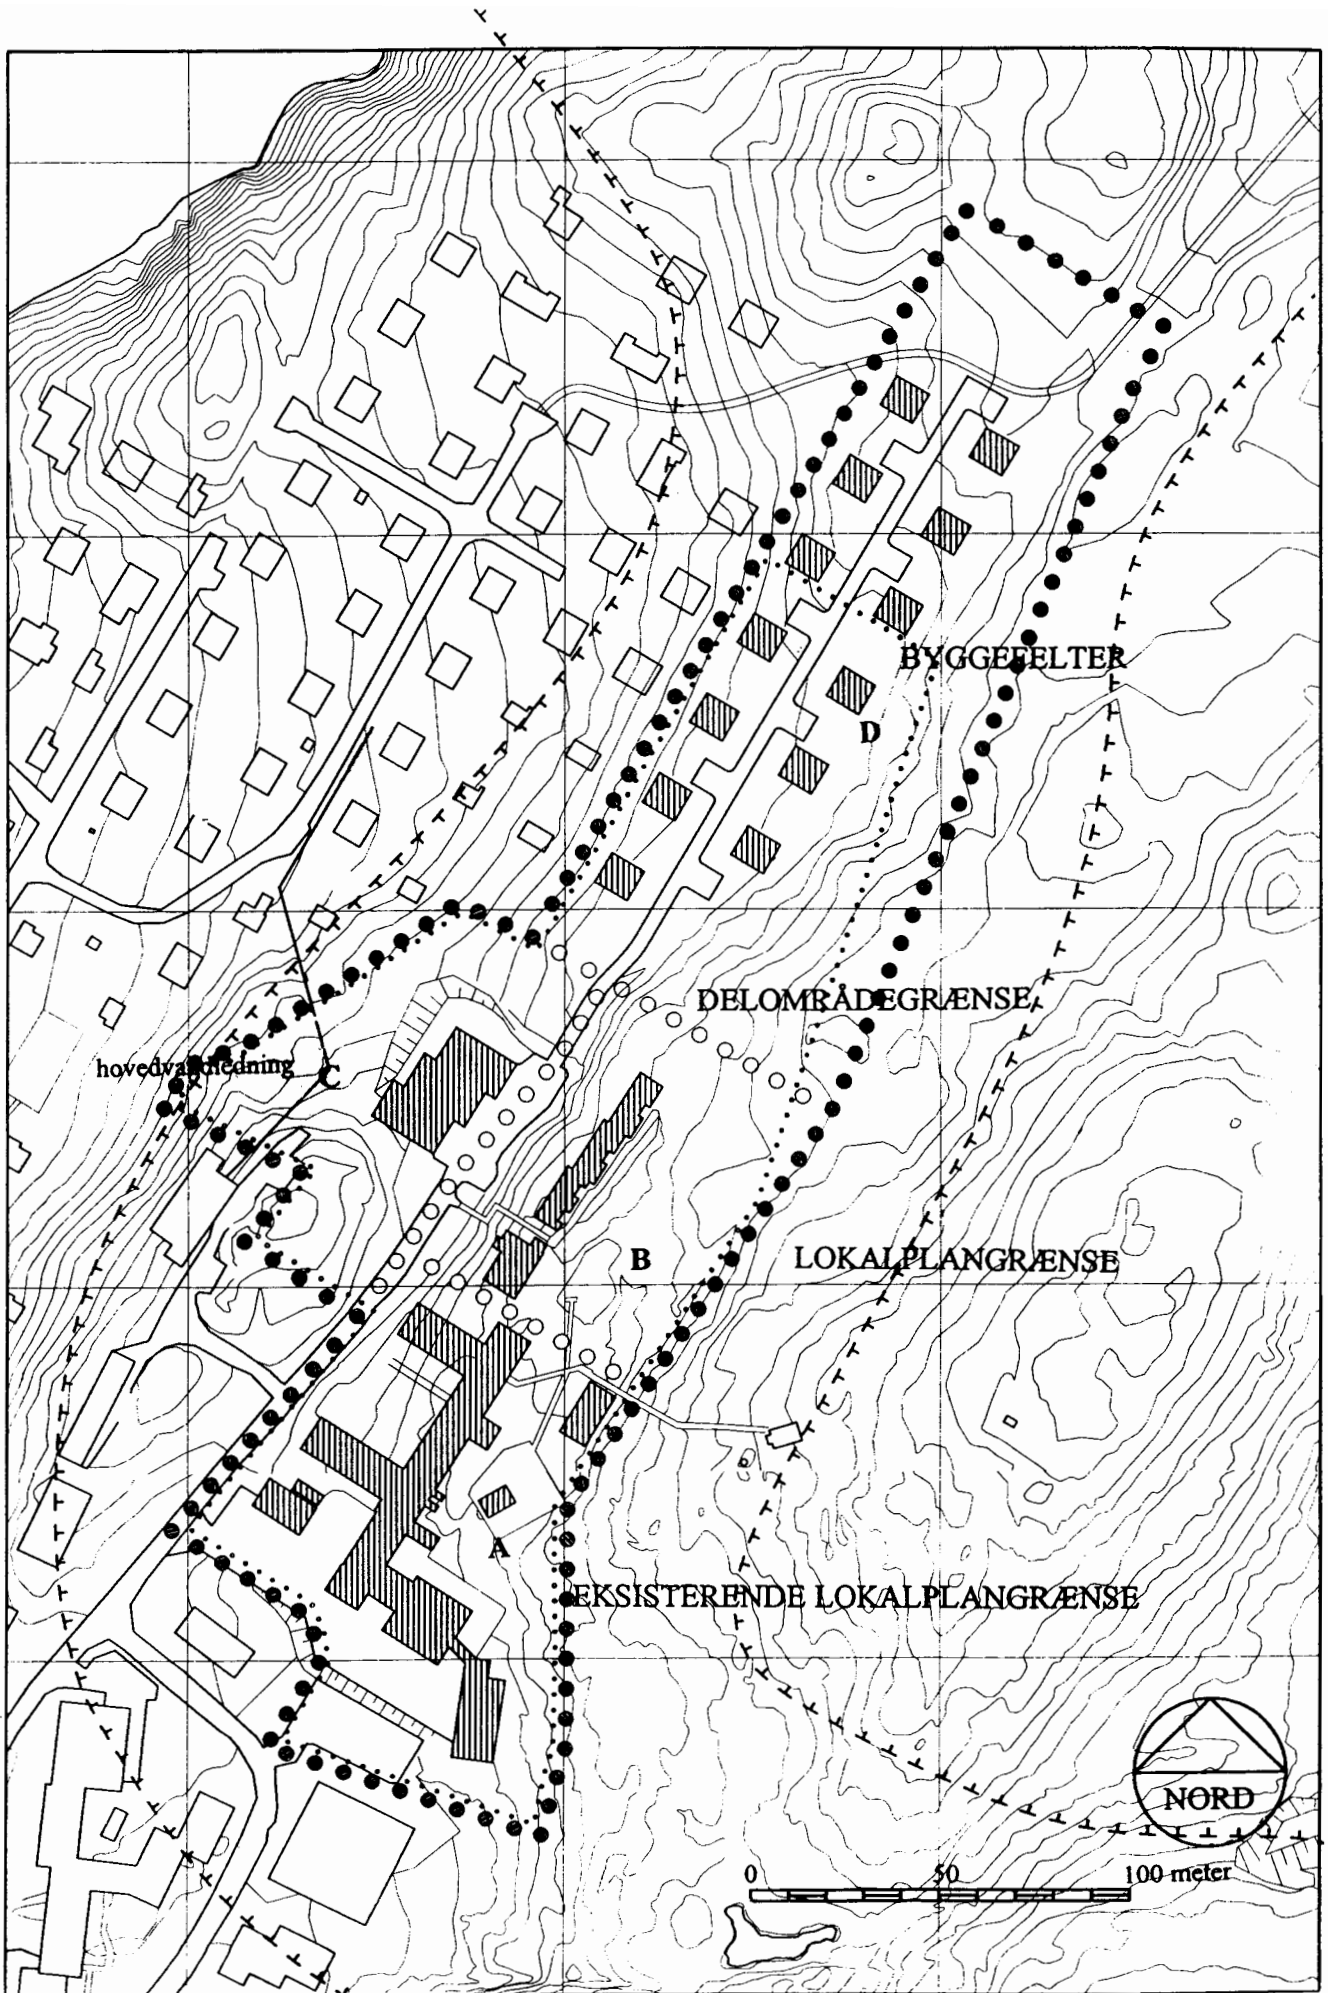 BYGGEFELTER
D
DELOMRÅDEGRÆNSE
hovedvandledning
C
B
LOKALPLANGRÆNSE
A
EKSISTERENDE LOKALPLANGRÆNSE
NORD
0 50 100 meter